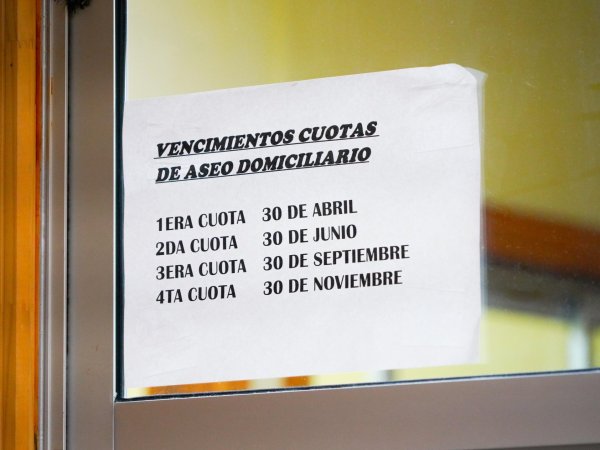 VENCIMIENTOS CUOTAS
DE ASEO DOMICILIARIO
1ERA CUOTA 30 DE ABRIL
2DA CUOTA 30 DE JUNIO
3ERA CUOTA 30 DE SEPTIEMBRE
4TA CUOTA 30 DE NOVIEMBRE